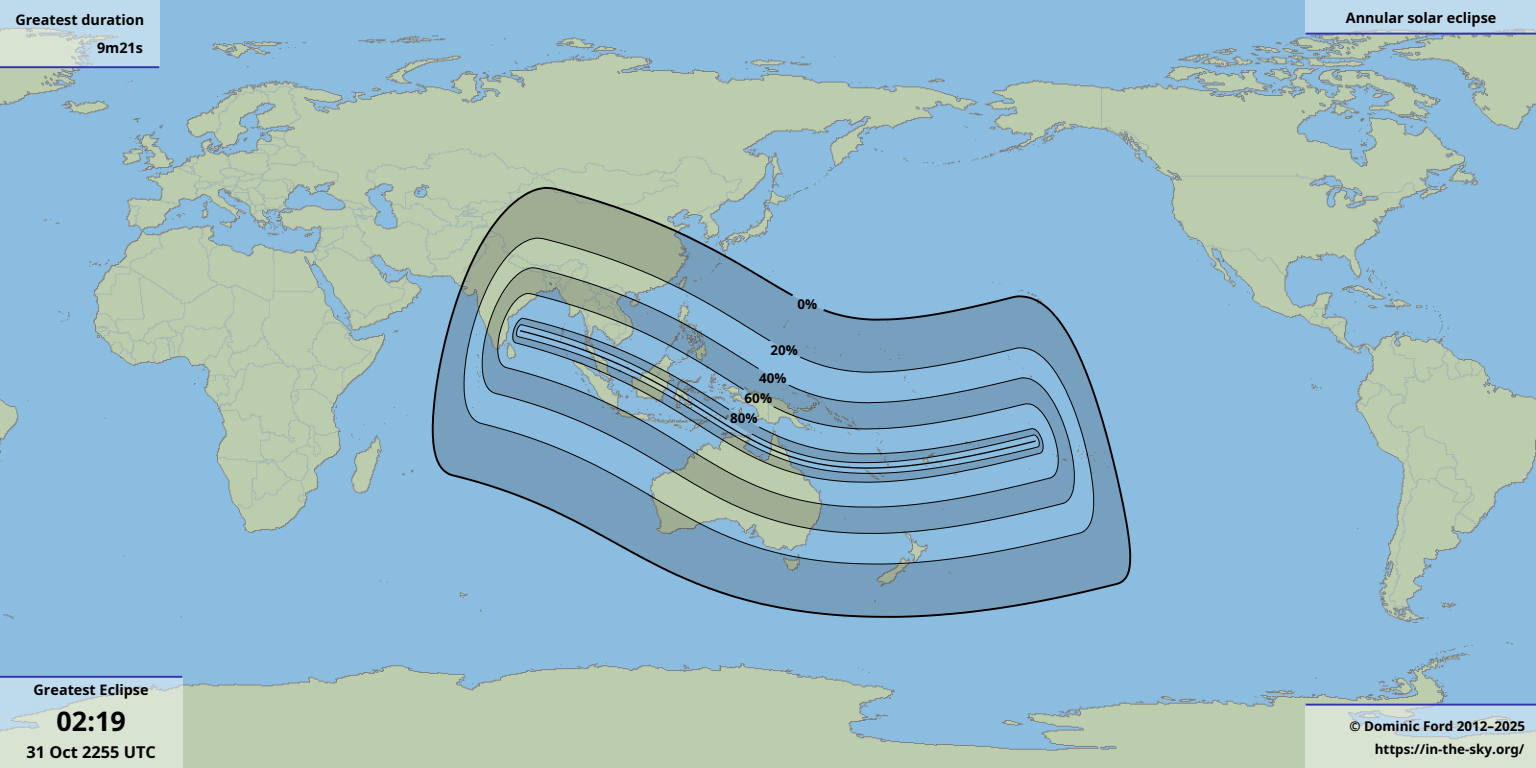 Greatest duration
9m21s
Annular solar eclipse
0%
20%
40%
60%
80%
Greatest Eclipse
02:19
31 Oct 2255 UTC
© Dominic Ford 2012–2025
https://in-the-sky.org/